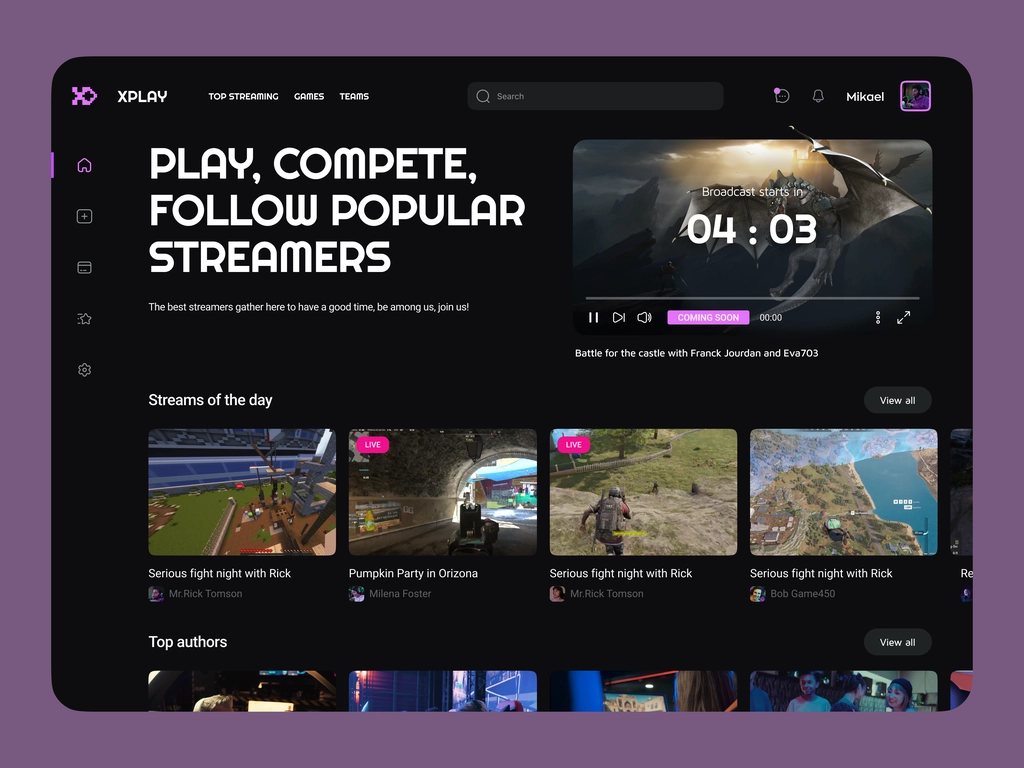 XPLAY
TOP STREAMING GAMES TEAMS
Search
Mikael
PLAY, COMPETE,
FOLLOW POPULAR
STREAMERS
The best streamers gather here to have a good time, be among us, join us!
Broadcast starts in
04 : 03
COMING SOON 00:00
Battle for the castle with Franck Jourdan and Eva703
Streams of the day
View all
LIVE
LIVE
Serious fight night with Rick
Mr.Rick Tomson
Pumpkin Party in Orizona
Milena Foster
Serious fight night with Rick
Mr.Rick Tomson
Serious fight night with Rick
Bob Game450
Re
Top authors
View all